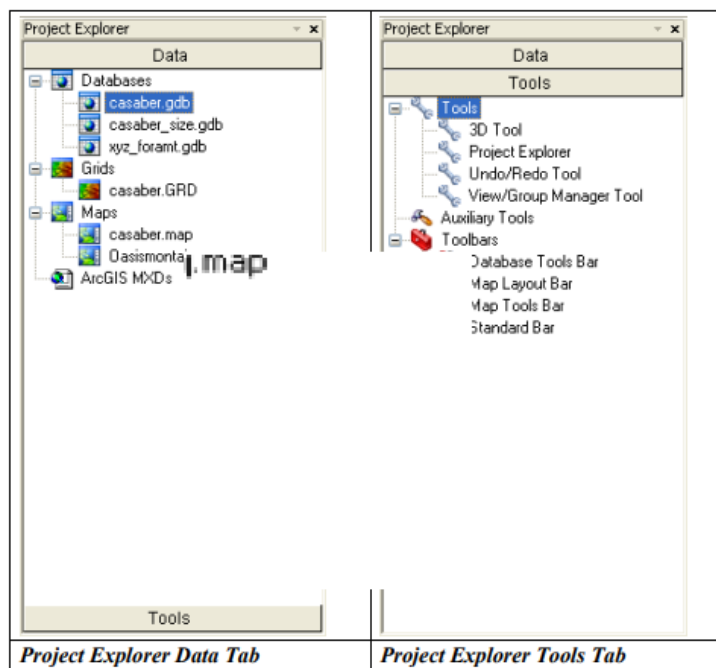 Project Explorer
Data
Databases
casaber.gdb
casaber_size.gdb
xyz_foramt.gdb
Grids
casaber.GRD
Maps
casaber.map
.map
ArcGIS MXDs
Tools
Project Explorer Data Tab
Project Explorer
Data
Tools
Tools
3D Tool
Project Explorer
Undo/Redo Tool
View/Group Manager Tool
Auxiliary Tools
Toolbars
Database Tools Bar
Map Layout Bar
Map Tools Bar
Standard Bar
Project Explorer Tools Tab